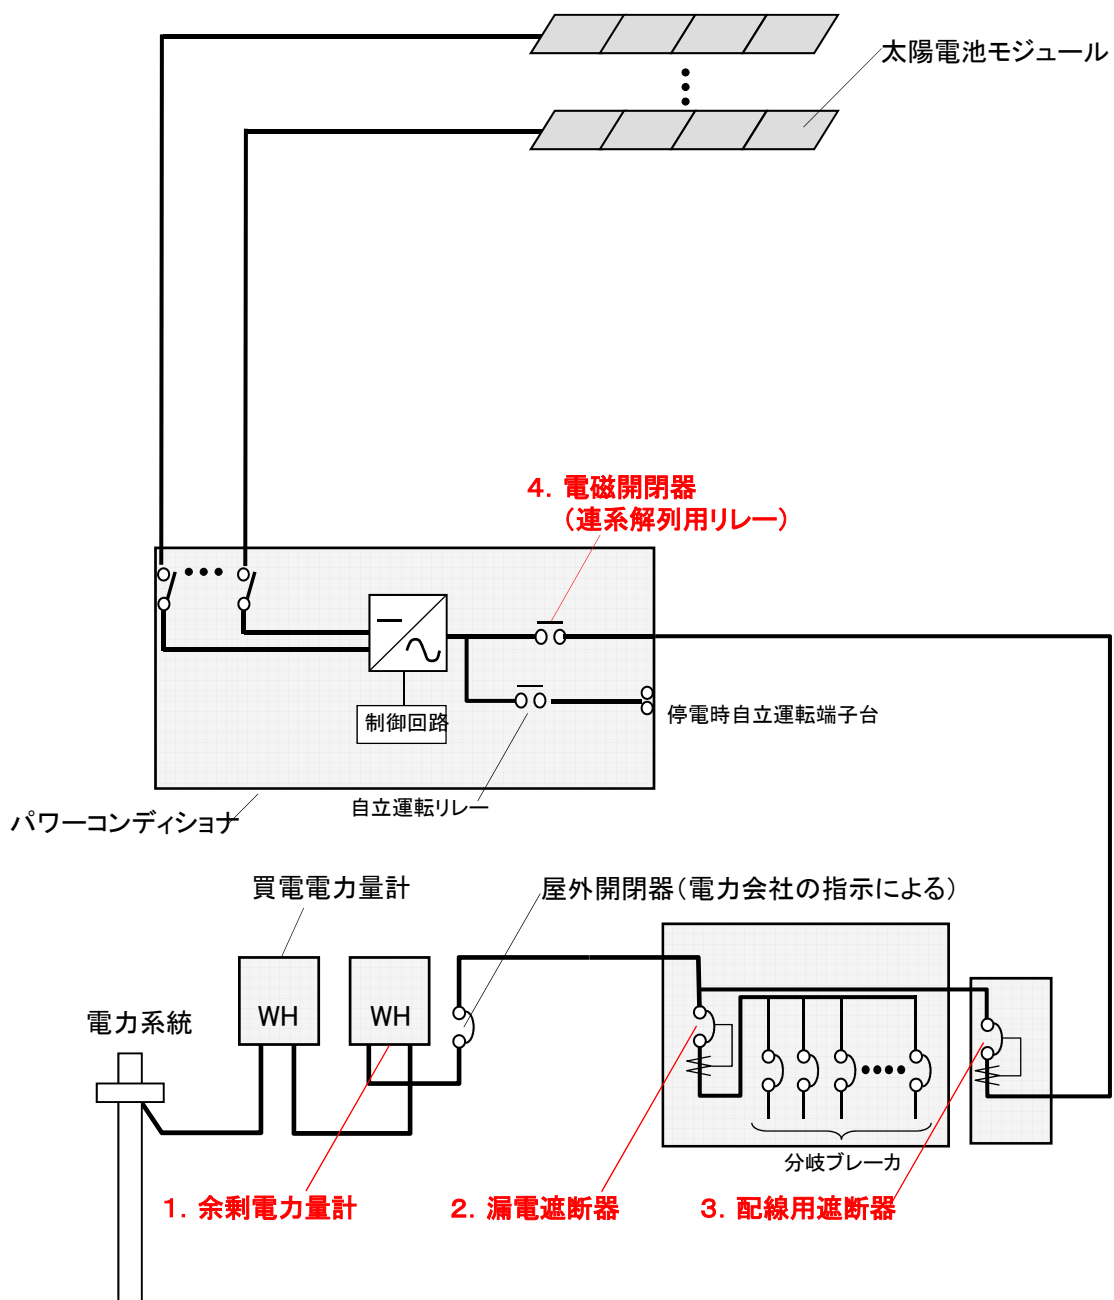 太陽電池モジュール
4．電磁開閉器
（連系解列用リレー）
制御回路
停電時自立運転端子台
自立運転リレー
パワーコンディショナ
買電電力量計
屋外開閉器（電力会社の指示による）
WH
WH
電力系統
分岐ブレーカ
1．余剰電力量計
2．漏電遮断器
3．配線用遮断器